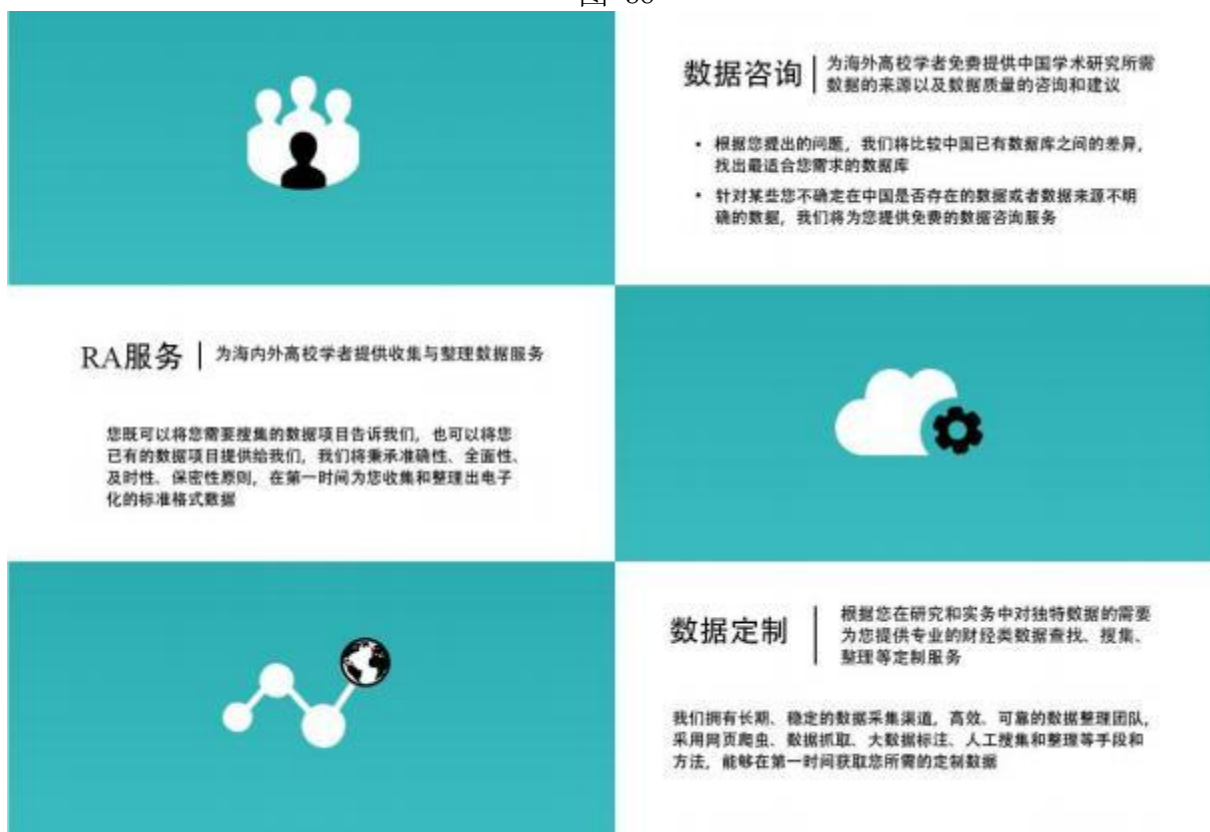 数据咨询
为海外高校学者免费提供中国学术研究所需
数据的来源以及数据质量的咨询和建议
• 根据您提出的问题，我们将比较中国已有数据库之间的差异，
找出最适合您需求的数据库
• 针对某些您不确定在中国是否存在的数据或者数据来源不明
确的数据，我们将为您提供免费的数据咨询服务
RA服务
为海内外高校学者提供收集与整理数据服务
您既可以将您需要搜集的数据项目告诉我们，也可以将您
已有的数据项目提供给我们，我们将秉承准确性、全面性、
及时性、保密性原则，在第一时间为您收集和整理出电子
化的标准格式数据
数据定制
根据您在研究和实务中对独特数据的需要
为您提供专业的财经类数据查找、搜集、
整理等定制服务
我们拥有长期、稳定的数据采集渠道，高效、可靠的数据整理团队，
采用网页爬虫、数据抓取、大数据标注、人工搜集和整理等手段和
方法，能够在第一时间获取您所需的定制数据